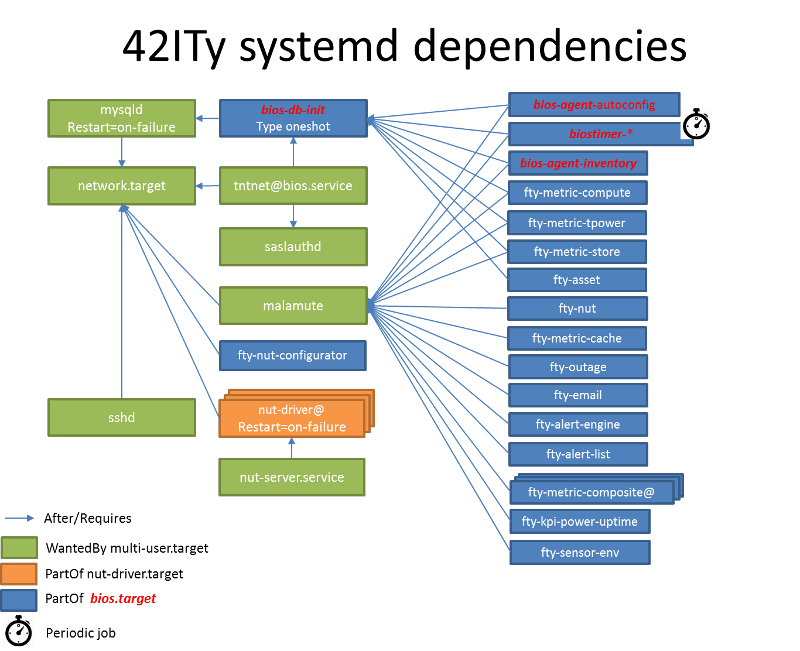 42ITy systemd dependencies
mysqld
Restart=on-failure
bios-db-init
Type oneshot
bios-agent-autoconfig
biostimer-*
bios-agent-inventory
network.target
tntnet@bios.service
fty-metric-compute
fty-metric-tpower
saslauthd
fty-metric-store
fty-asset
malamute
fty-nut
fty-metric-cache
fty-nut-configurator
fty-outage
fty-email
sshd
nut-driver@
Restart=on-failure
fty-alert-engine
fty-alert-list
nut-server.service
fty-metric-composite@
fty-kpi-power-uptime
fty-sensor-env
After/Requires
WantedBy multi-user.target
PartOf nut-driver.target
PartOf bios.target
Periodic job